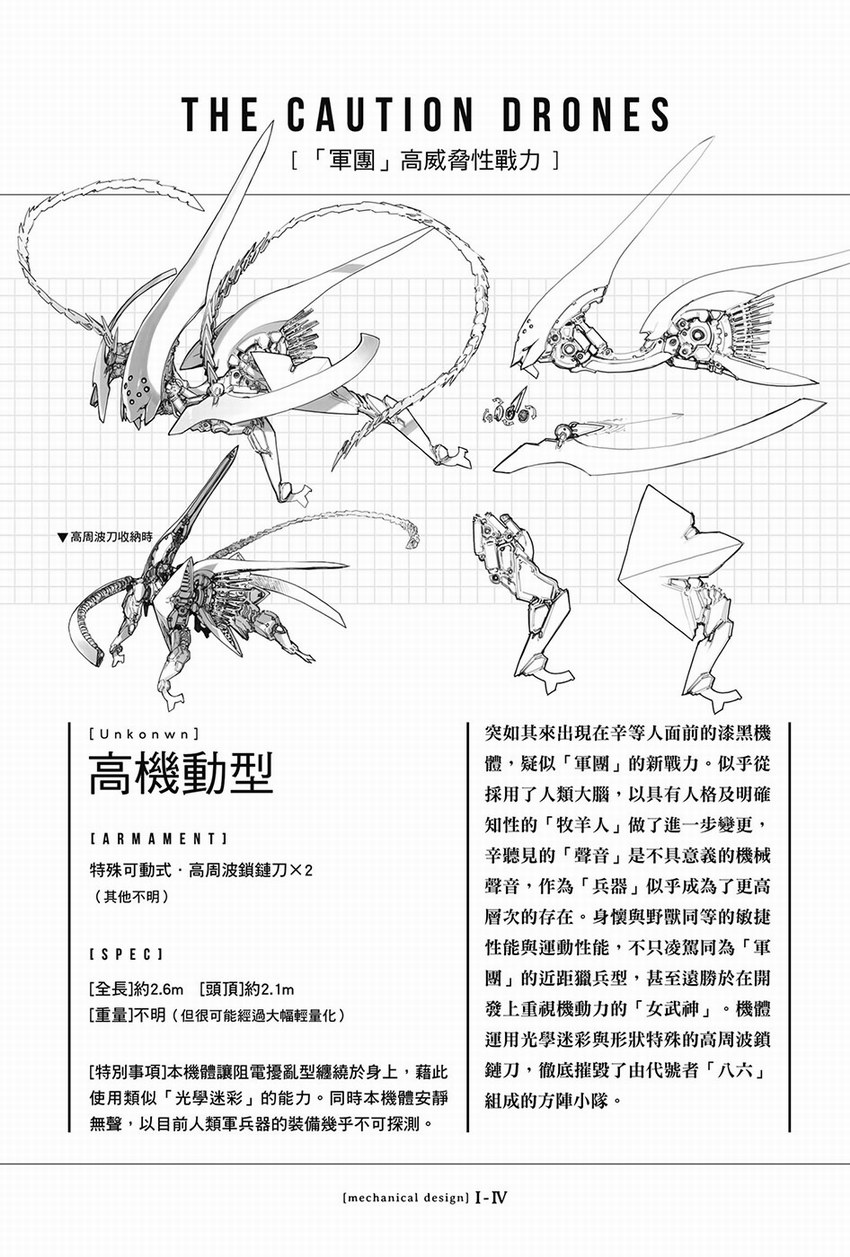 THE CAUTION DRONES
[ 「軍團」高威脅性戰力 ]
▼高周波刀收納時
[Unkonwn]
高機動型
[ARMAMENT]
特殊可動式・高周波鎖鏈刀×2
（其他不明）
[SPEC]
[全長]約2.6m [頭頂]約2.1m
[重量]不明（但很可能經過大幅輕量化）
[特別事項]本機體讓阻電擾亂型纏繞於身上，藉此
使用類似「光學迷彩」的能力。同時本機體安靜
無聲，以目前人類軍兵器的裝備幾乎不可探測。
突如其來出現在辛等人面前的漆黑機
體，疑似「軍團」的新戰力。似乎從
採用了人類大腦，以具有人格及明確
知性的「牧羊人」做了進一步變更，
辛聽見的「聲音」是不具意義的機械
聲音，作為「兵器」似乎成為了更高
層次的存在。身懷與野獸同等的敏捷
性能與運動性能，不只凌駕同為「軍
團」的近距獵兵型，甚至遠勝於在開
發上重視機動力的「女武神」。機體
運用光學迷彩與形狀特殊的高周波鎖
鏈刀，徹底摧毀了由代號者「八六」
組成的方陣小隊。
[mechanical design] I-IV